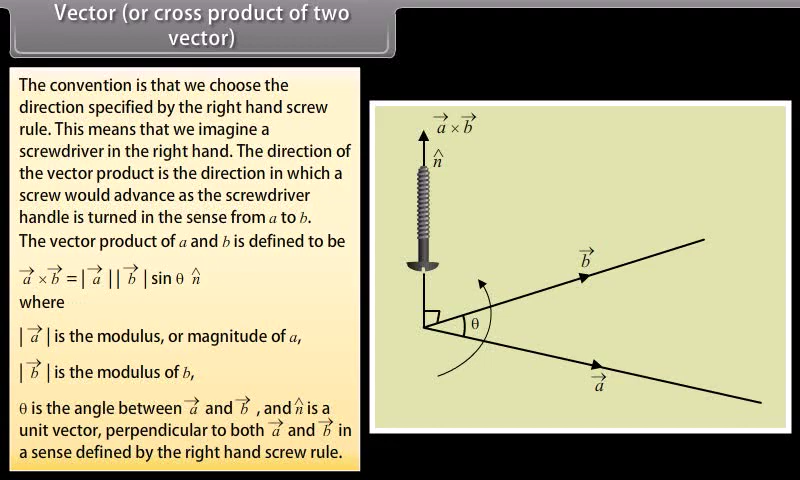 Vector (or cross product of two
vector)
The convention is that we choose the
direction specified by the right hand screw
rule. This means that we imagine a
screwdriver in the right hand. The direction of
the vector product is the direction in which a
screw would advance as the screwdriver
handle is turned in the sense from a to b.
The vector product of a and b is defined to be
a⃗ × b⃗ = | a⃗ | | b⃗ | sin θ n̂
where
| a⃗ | is the modulus, or magnitude of a,
| b⃗ | is the modulus of b,
θ is the angle between a⃗ and b⃗ , and n̂ is a
unit vector, perpendicular to both a⃗ and b⃗ in
a sense defined by the right hand screw rule.
a⃗ × b⃗
n̂
b⃗
θ
a⃗